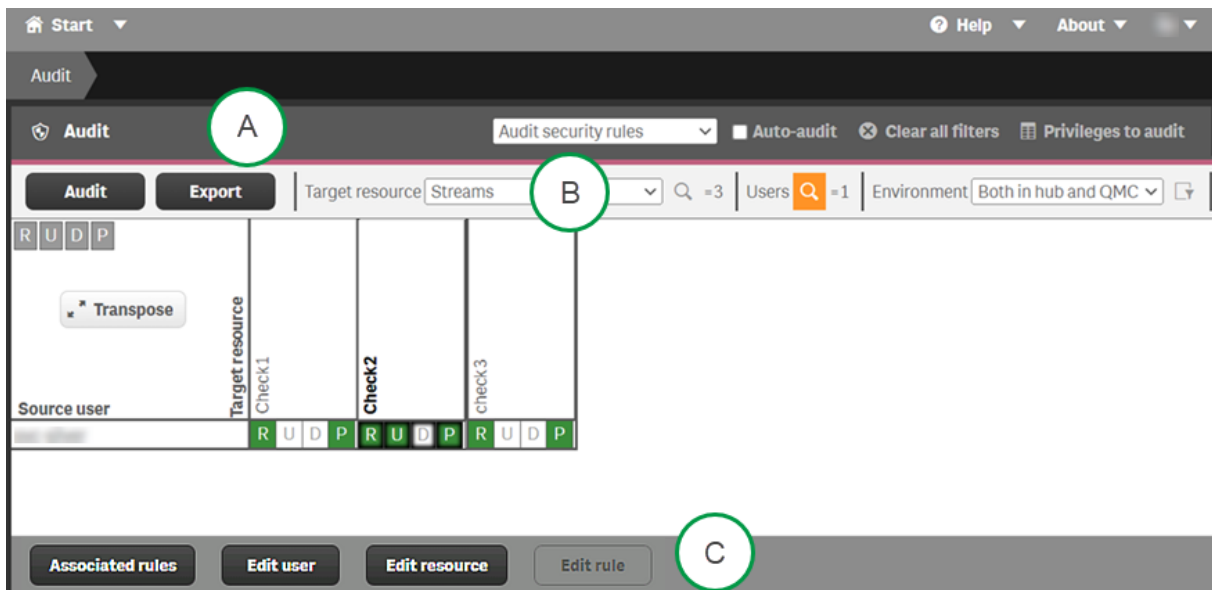 Start Help About
Audit
A
Audit Audit security rules Auto-audit Clear all filters Privileges to audit
Audit Export Target resource Streams B =3 Users =1 Environment Both in hub and QMC
R U D P
Transpose
Target resource
Check1
Check2
check3
Source user
R U D P R U D P R U D P
C
Associated rules Edit user Edit resource Edit rule